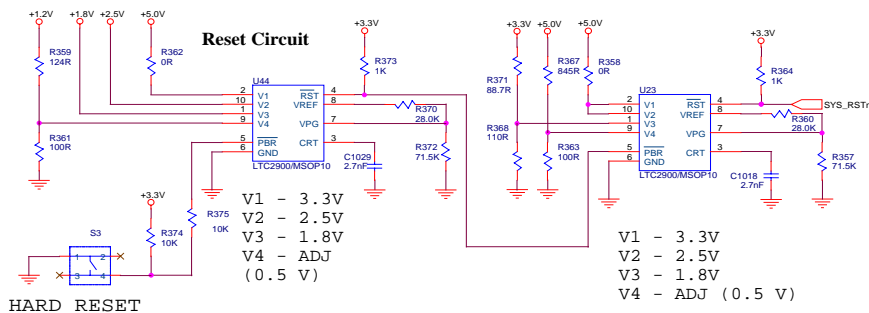 Reset Circuit
+1.2V
+1.8V
+2.5V
+5.0V
R359
124R
R362
0R
R361
100R
U44
2 V1
10 V2
1 V3
9 V4
5 PBR
6 GND
RST 4
VREF 8
VPG 7
CRT 3
LTC2900/MSOP10
+3.3V
R373
1K
R370
28.0K
R372
71.5K
C1029
2.7nF
+3.3V
R374
10K
R375
10K
S3
1 2
3 4
HARD RESET
V1 - 3.3V
V2 - 2.5V
V3 - 1.8V
V4 - ADJ
(0.5 V)
+3.3V
+5.0V
+5.0V
R371
88.7R
R367
845R
R358
0R
R368
110R
R363
100R
U23
2 V1
10 V2
1 V3
9 V4
5 PBR
6 GND
RST 4
VREF 8
VPG 7
CRT 3
LTC2900/MSOP10
+3.3V
R364
1K
SYS_RSTn
R360
28.0K
R357
71.5K
C1018
2.7nF
V1 - 3.3V
V2 - 2.5V
V3 - 1.8V
V4 - ADJ (0.5 V)